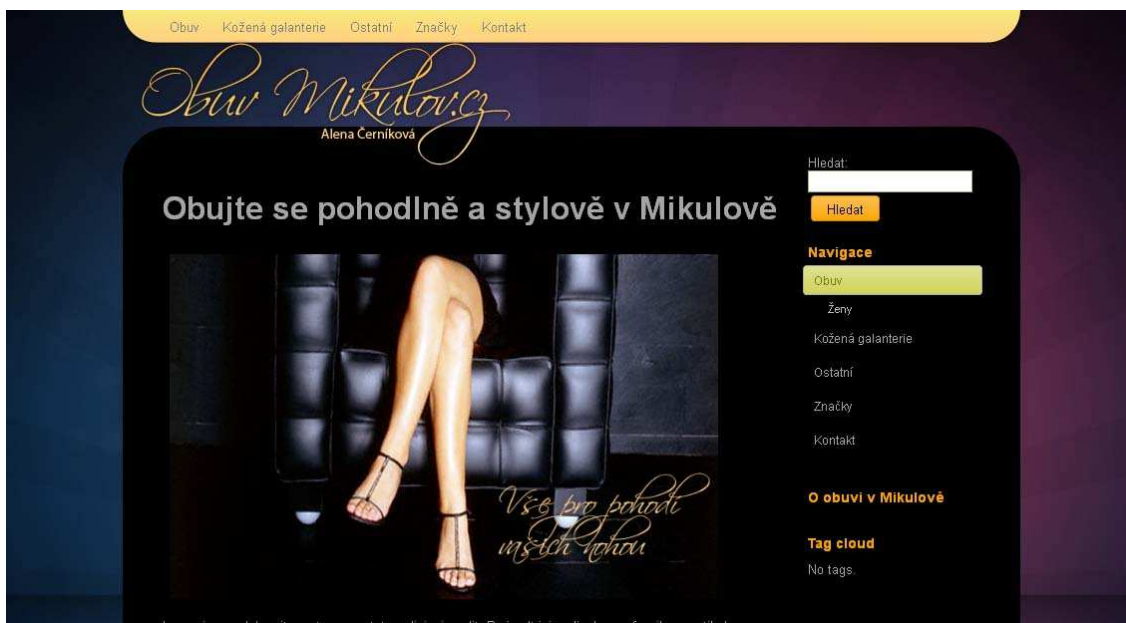 Obuv Kožená galanterie Ostatní Značky Kontakt
Obuv Mikulov.cz
Alena Černíková
Obujte se pohodlně a stylově v Mikulově
Vše pro pohodlí
vašich nohou
Hledat:
Hledat
Navigace
Obuv
Ženy
Kožená galanterie
Ostatní
Značky
Kontakt
O obuvi v Mikulově
Tag cloud
No tags.